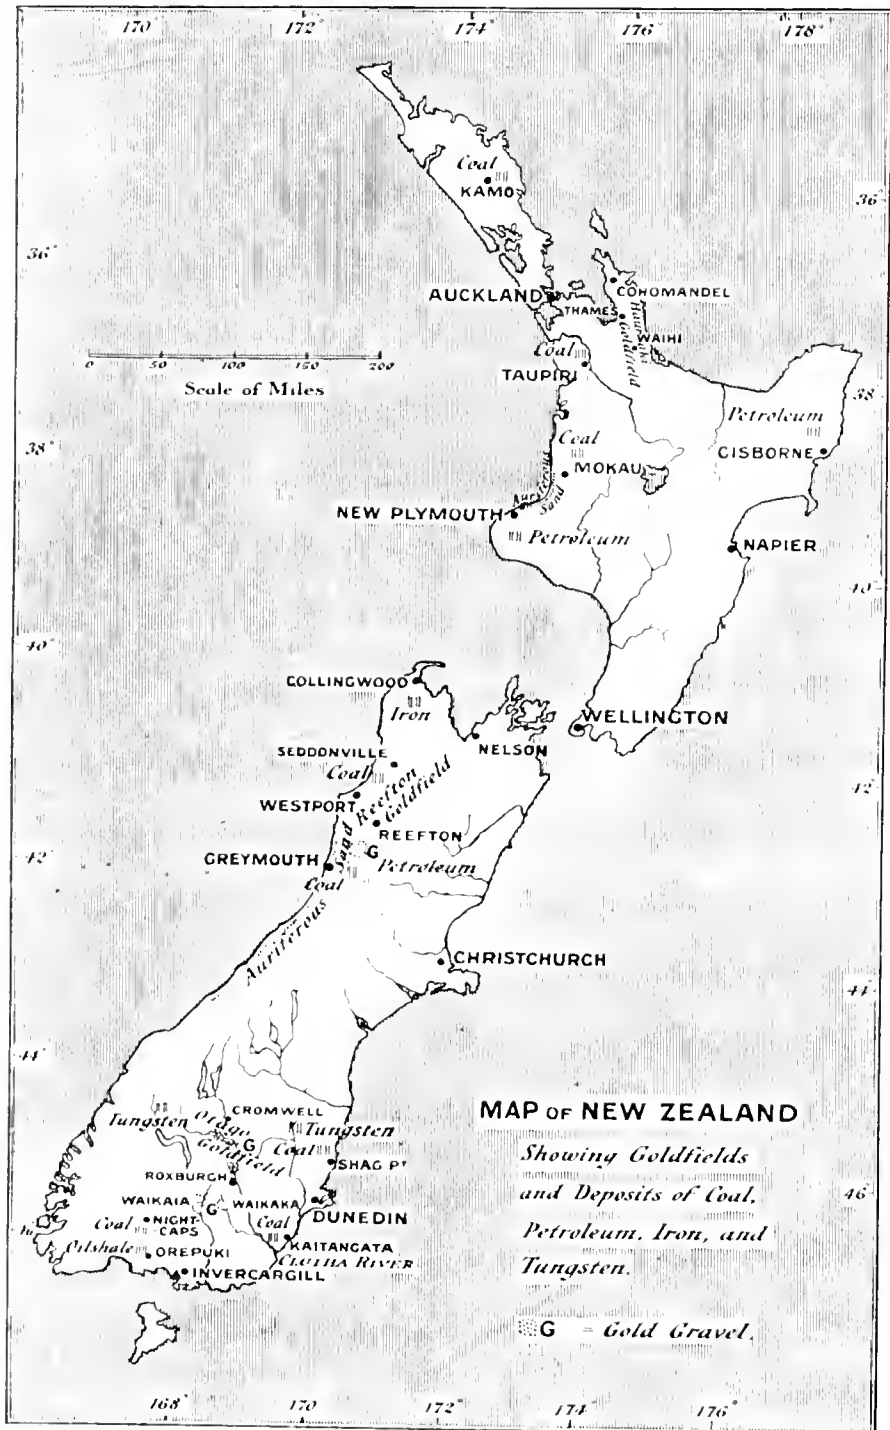 170° 172° 174° 176° 178°
Coal
KAMO
36°
36°
AUCKLAND
COHOMANDEL
THAMES
Hauraki
Goldfield
WAIHI
0 50 100 150 200
Scale of Miles
Coal
TAUPIRI
38°
Petroleum
38°
Coal
GISBORNE
MOKAU
Auriferous
Sand
NEW PLYMOUTH
Petroleum
NAPIER
40°
40°
COLLINGWOOD
Iron
WELLINGTON
NELSON
SEDDONVILLE
Coal
Reefton
Goldfield
WESTPORT
42°
REEFTON
Sand
G
42°
GREYMOUTH
Petroleum
Coal
Auriferous
CHRISTCHURCH
44°
44°
CROMWELL
Tungsten
Otago
Goldfield
G
Tungsten
Coal
SHAG PT
ROXBURGH
WAIKAIA
G
WAIKAKA
DUNEDIN
46°
Coal
NIGHT-
CAPS
Coal
KAITANGATA
Oilshale
OREPUKI
CLUTHA RIVER
INVERCARGILL
MAP OF NEW ZEALAND
Showing Goldfields
and Deposits of Coal,
Petroleum, Iron, and
Tungsten.
G = Gold Gravel.
168° 170° 172° 174° 176°